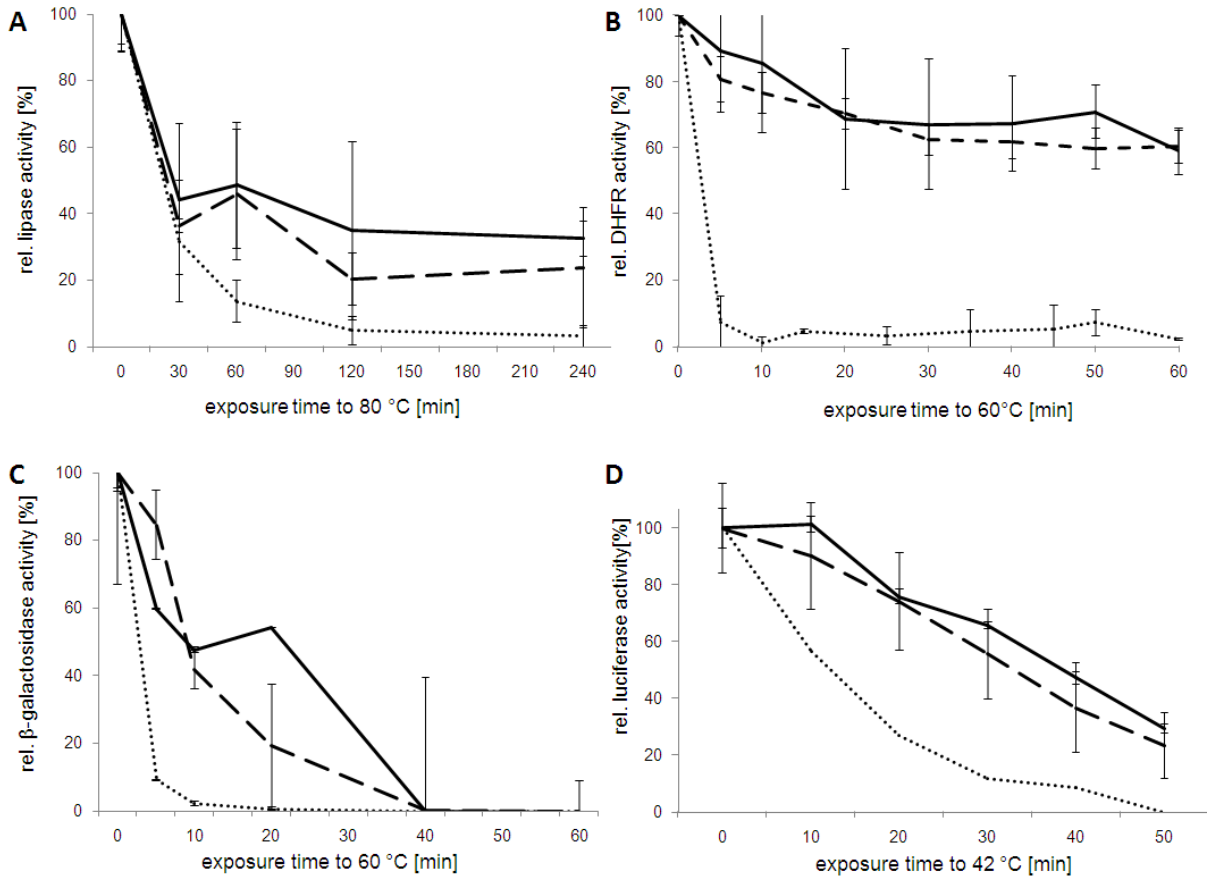 A
rel. lipase activity [%]
100
80
60
40
20
0
0 30 60 90 120 150 180 210 240
exposure time to 80 °C [min]
B
rel. DHFR activity [%]
100
80
60
40
20
0
0 10 20 30 40 50 60
exposure time to 60°C [min]
C
rel. β-galactosidase activity [%]
100
80
60
40
20
0
0 10 20 40 60
exposure time to 60 °C [min]
D
rel. luciferase activity[%]
100
80
60
40
20
0
0 10 20 30 40 50
exposure time to 42 °C [min]